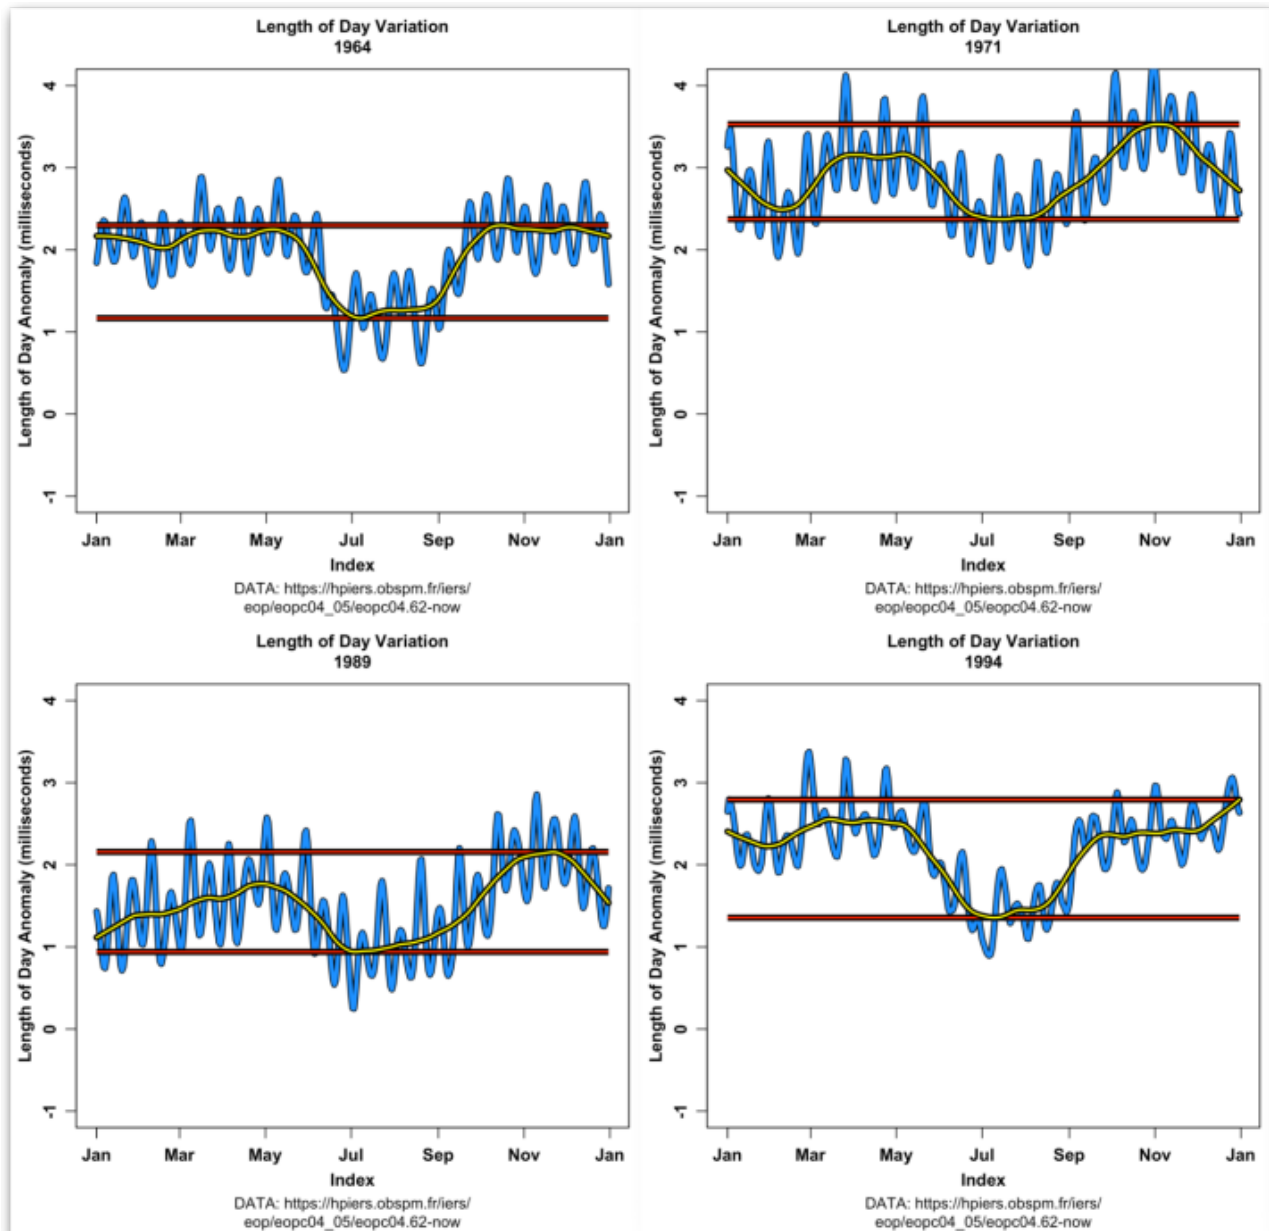 Length of Day Variation
1964
Length of Day Anomaly (milliseconds)
4
3
2
1
0
-1
Jan Mar May Jul Sep Nov Jan
Index
DATA: https://hpiers.obspm.fr/iers/
eop/eopc04_05/eopc04.62-now
Length of Day Variation
1971
Length of Day Anomaly (milliseconds)
4
3
2
1
0
-1
Jan Mar May Jul Sep Nov Jan
Index
DATA: https://hpiers.obspm.fr/iers/
eop/eopc04_05/eopc04.62-now
Length of Day Variation
1989
Length of Day Anomaly (milliseconds)
4
3
2
1
0
-1
Jan Mar May Jul Sep Nov Jan
Index
DATA: https://hpiers.obspm.fr/iers/
eop/eopc04_05/eopc04.62-now
Length of Day Variation
1994
Length of Day Anomaly (milliseconds)
4
3
2
1
0
-1
Jan Mar May Jul Sep Nov Jan
Index
DATA: https://hpiers.obspm.fr/iers/
eop/eopc04_05/eopc04.62-now